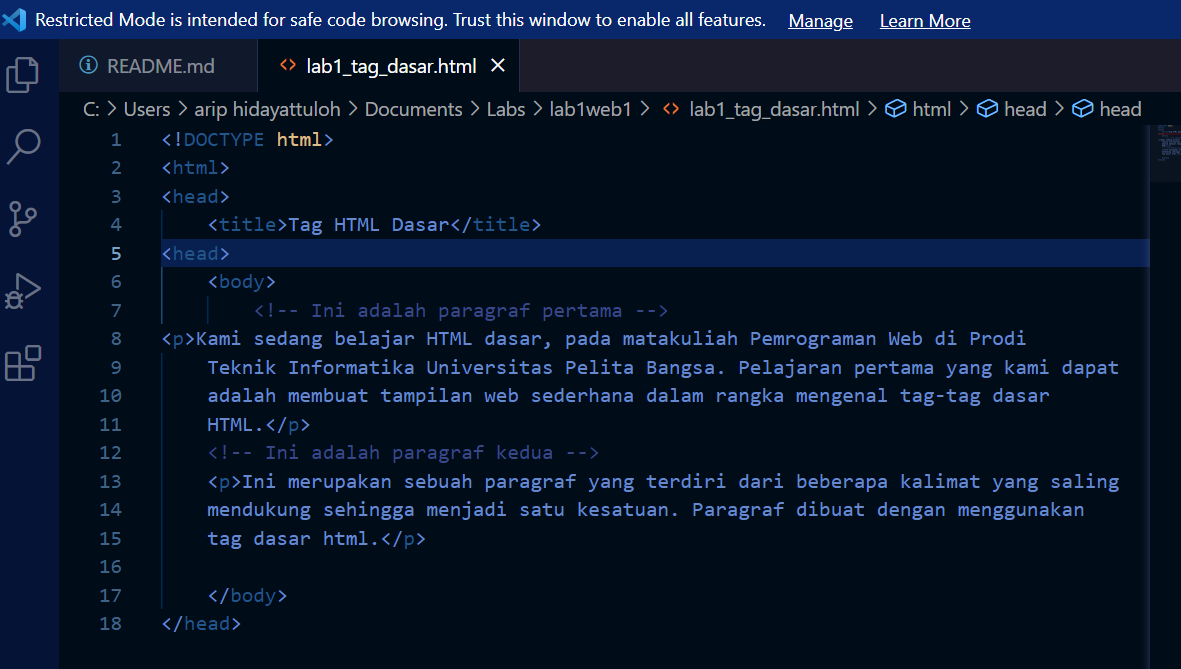 Restricted Mode is intended for safe code browsing. Trust this window to enable all features. Manage Learn More
README.md lab1_tag_dasar.html
C: > Users > arip hidayattuloh > Documents > Labs > lab1web1 > <> lab1_tag_dasar.html > html > head > head
1 <!DOCTYPE html>
2 <html>
3 <head>
4 <title>Tag HTML Dasar</title>
5 <head>
6 <body>
7 <!-- Ini adalah paragraf pertama -->
8 <p>Kami sedang belajar HTML dasar, pada matakuliah Pemrograman Web di Prodi
9 Teknik Informatika Universitas Pelita Bangsa. Pelajaran pertama yang kami dapat
10 adalah membuat tampilan web sederhana dalam rangka mengenal tag-tag dasar
11 HTML.</p>
12 <!-- Ini adalah paragraf kedua -->
13 <p>Ini merupakan sebuah paragraf yang terdiri dari beberapa kalimat yang saling
14 mendukung sehingga menjadi satu kesatuan. Paragraf dibuat dengan menggunakan
15 tag dasar html.</p>
16
17 </body>
18 </head>